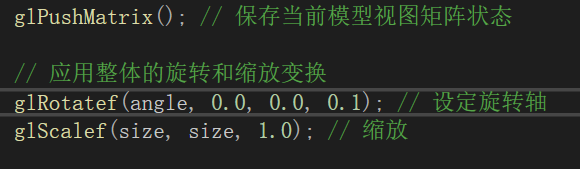 glPushMatrix(); // 保存当前模型视图矩阵状态
// 应用整体的旋转和缩放变换
glRotatef(angle, 0.0, 0.0, 0.1); // 设定旋转轴
glScalef(size, size, 1.0); // 缩放